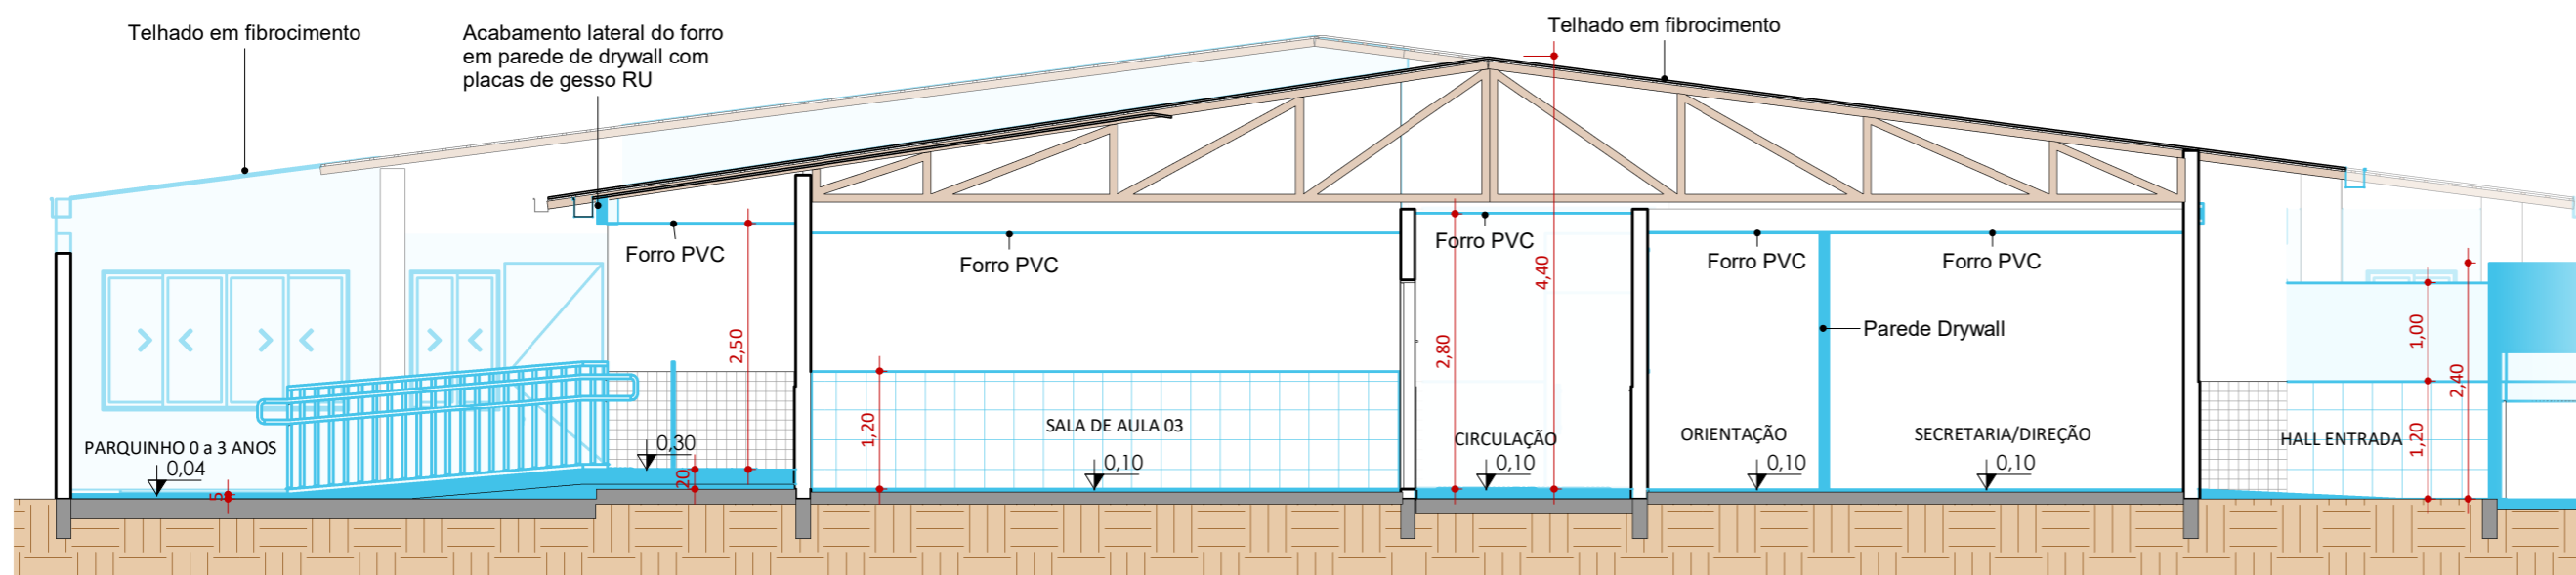 Telhado em fibrocimento
Acabamento lateral do forro
em parede de drywall com
placas de gesso RU
Telhado em fibrocimento
Forro PVC
Forro PVC
Forro PVC
Forro PVC
Forro PVC
4,40
2,50
2,80
Parede Drywall
1,00
2,40
1,20
1,20
PARQUINHO 0 a 3 ANOS
0,04
5
0,30
20
SALA DE AULA 03
0,10
CIRCULAÇÃO
0,10
ORIENTAÇÃO
0,10
SECRETARIA/DIREÇÃO
0,10
HALL ENTRADA